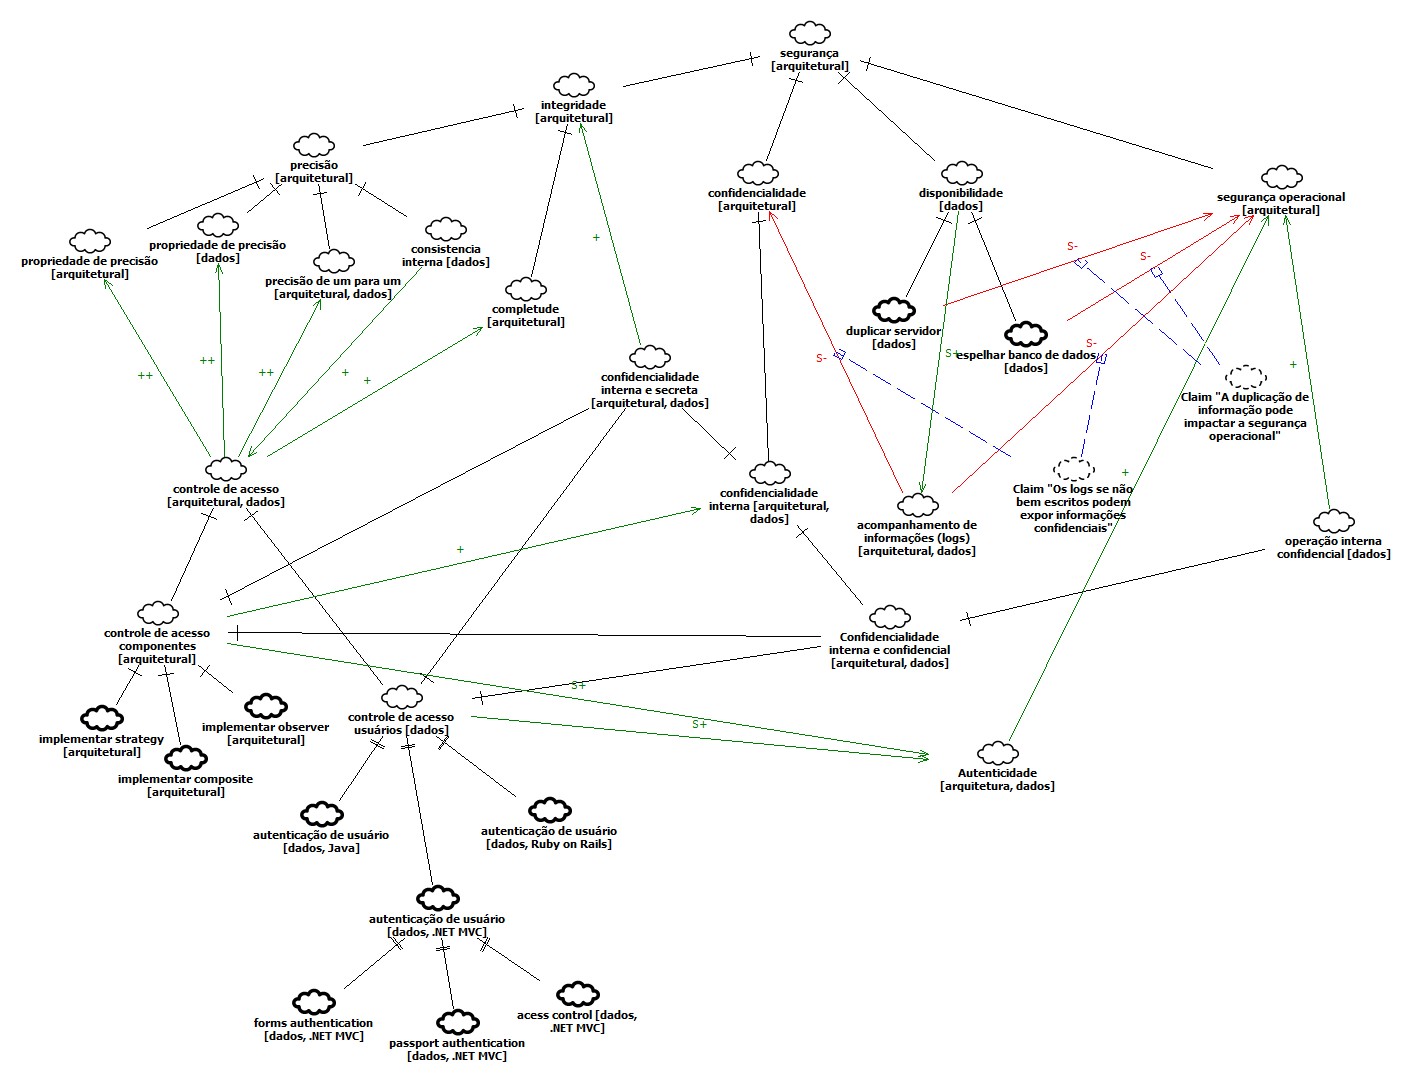 segurança
[arquitetural]
integridade
[arquitetural]
precisão
[arquitetural]
confidencialidade
[arquitetural]
disponibilidade
[dados]
segurança operacional
[arquitetural]
propriedade de precisão
[arquitetural]
propriedade de precisão
[dados]
precisão de um para um
[arquitetural, dados]
consistencia
interna [dados]
completude
[arquitetural]
duplicar servidor
[dados]
espelhar banco de dados
[dados]
confidencialidade
interna e secreta
[arquitetural, dados]
Claim "A duplicação de
informação pode
impactar a segurança
operacional"
Claim "Os logs se não
bem escritos podem
expor informações
confidenciais"
controle de acesso
[arquitetural, dados]
confidencialidade
interna [arquitetural,
dados]
acompanhamento de
informações (logs)
[arquitetural, dados]
operação interna
confidencial [dados]
controle de acesso
componentes
[arquitetural]
Confidencialidade
interna e confidencial
[arquitetural, dados]
implementar strategy
[arquitetural]
implementar composite
[arquitetural]
implementar observer
[arquitetural]
controle de acesso
usuários [dados]
Autenticidade
[arquitetura, dados]
autenticação de usuário
[dados, Java]
autenticação de usuário
[dados, Ruby on Rails]
autenticação de usuário
[dados, .NET MVC]
forms authentication
[dados, .NET MVC]
passport authentication
[dados, .NET MVC]
acess control [dados,
.NET MVC]
++
++
++
+
+
+
+
S+
S+
S+
S-
S-
S-
S-
+
+